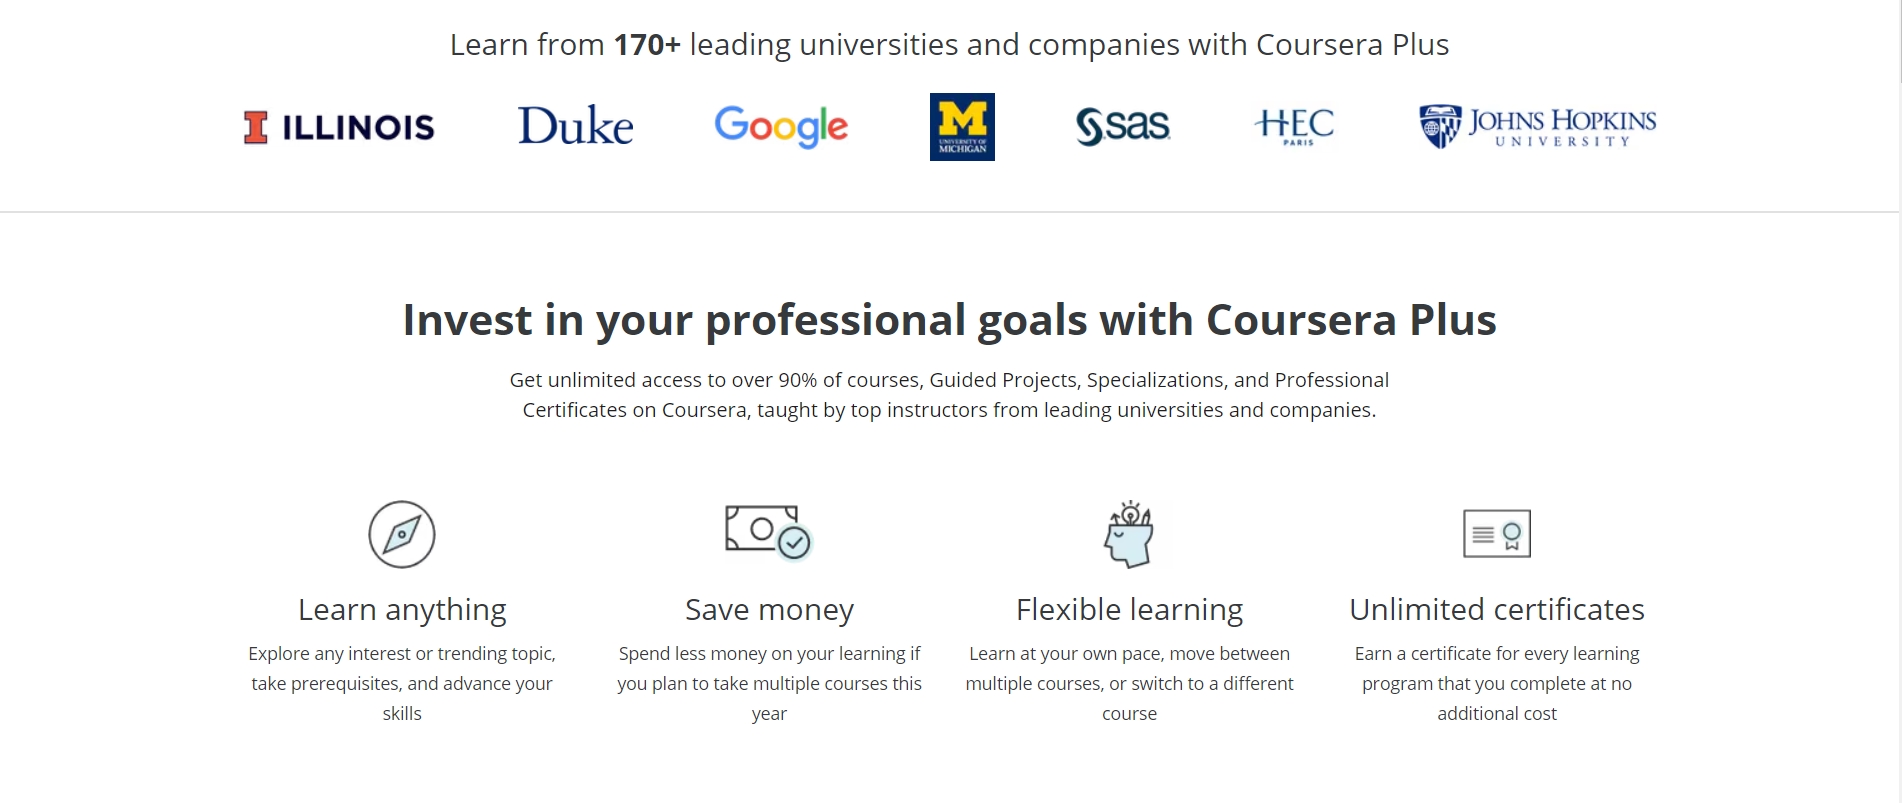 Learn from 170+ leading universities and companies with Coursera Plus
I ILLINOIS
Duke
Google
M
UNIVERSITY OF
MICHIGAN
sas
HEC
PARIS
JOHNS HOPKINS
UNIVERSITY
Invest in your professional goals with Coursera Plus
Get unlimited access to over 90% of courses, Guided Projects, Specializations, and Professional
Certificates on Coursera, taught by top instructors from leading universities and companies.
Learn anything
Explore any interest or trending topic,
take prerequisites, and advance your
skills
Save money
Spend less money on your learning if
you plan to take multiple courses this
year
Flexible learning
Learn at your own pace, move between
multiple courses, or switch to a different
course
Unlimited certificates
Earn a certificate for every learning
program that you complete at no
additional cost